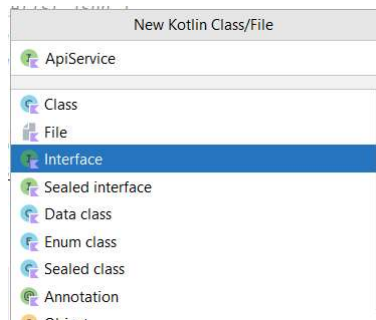 New Kotlin Class/File
ApiService
Class
File
Interface
Sealed interface
Data class
Enum class
Sealed class
Annotation